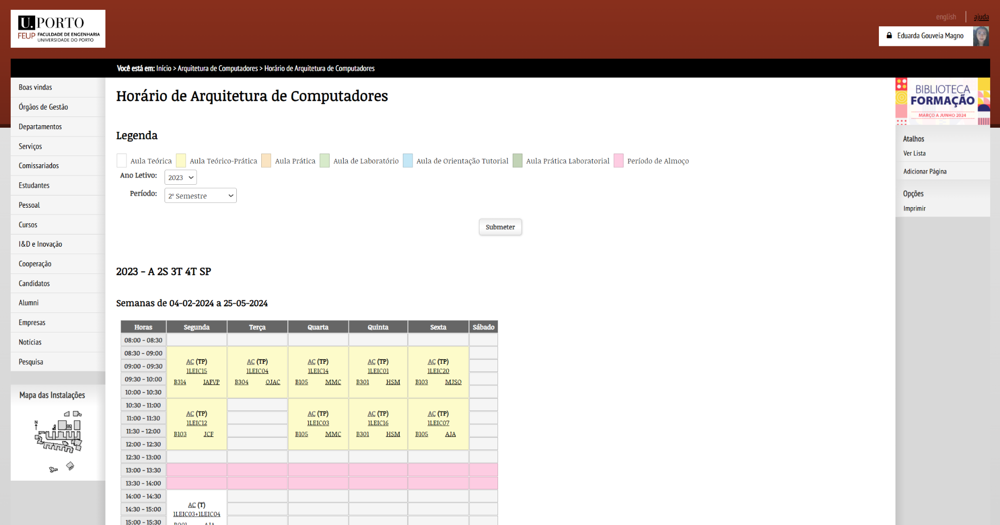 U. PORTO
FEUP FACULDADE DE ENGENHARIA
UNIVERSIDADE DO PORTO
english
ajuda
Eduarda Gouveia Magno
Você está em: Início > Arquitetura de Computadores > Horário de Arquitetura de Computadores
Boas vindas
Órgãos de Gestão
Departamentos
Serviços
Comissariados
Estudantes
Pessoal
Cursos
I&D e Inovação
Cooperação
Candidatos
Alumni
Empresas
Notícias
Pesquisa
Mapa das Instalações
N
Horário de Arquitetura de Computadores
Legenda
Aula Teórica Aula Teórico-Prática Aula Prática Aula de Laboratório Aula de Orientação Tutorial Aula Prática Laboratorial Período de Almoço
Ano Letivo: 2023
Período: 2º Semestre
Submeter
2023 - A 2S 3T 4T SP
Semanas de 04-02-2024 a 25-05-2024
Horas Segunda Terça Quarta Quinta Sexta Sábado
08:00 - 08:30
08:30 - 09:00
09:00 - 09:30
09:30 - 10:00
10:00 - 10:30
AC (TP) AC (TP) AC (TP) AC (TP) AC (TP)
1LEIC15 1LEIC04 1LEIC14 1LEIC01 1LEIC20
B314 JAFVP B304 OJAC B105 MMC B301 HSM B103 MJSO
10:30 - 11:00
11:00 - 11:30
11:30 - 12:00
12:00 - 12:30
AC (TP) AC (TP) AC (TP) AC (TP)
1LEIC12 1LEIC03 1LEIC16 1LEIC07
B103 JCF B105 MMC B301 HSM B105 AJA
12:30 - 13:00
13:00 - 13:30
13:30 - 14:00
14:00 - 14:30
14:30 - 15:00
15:00 - 15:30
AC (T)
1LEIC03+1LEIC04
B001 AJA
BIBLIOTECA
FORMAÇÃO
MARÇO A JUNHO 2024
Atalhos
Ver Lista
Adicionar Página
Opções
Imprimir